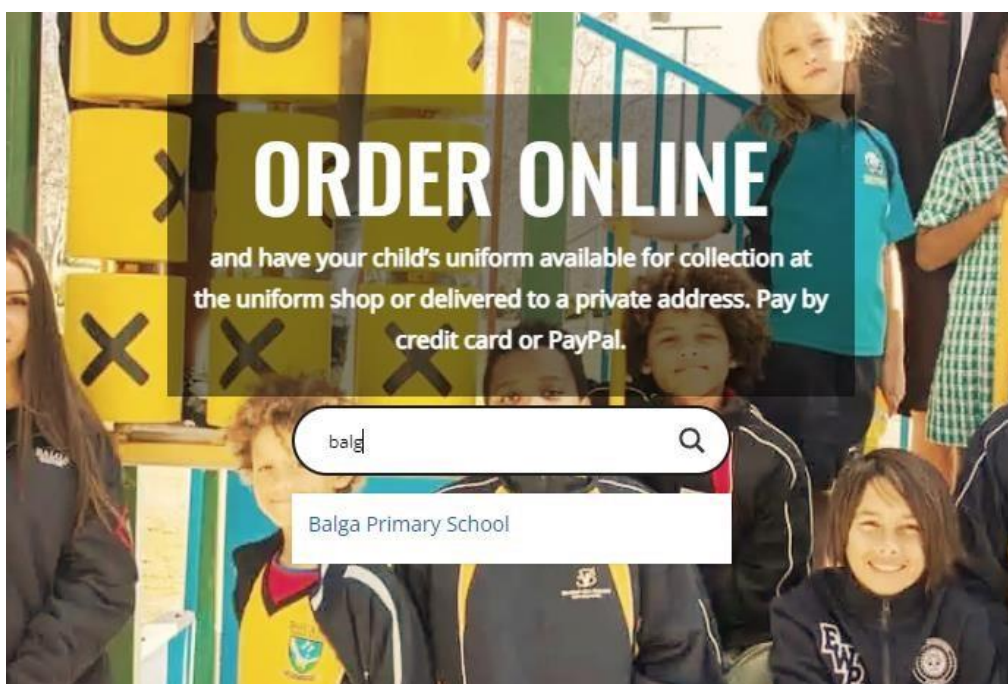 ORDER ONLINE
and have your child's uniform available for collection at
the uniform shop or delivered to a private address. Pay by
credit card or PayPal.
balg
Balga Primary School